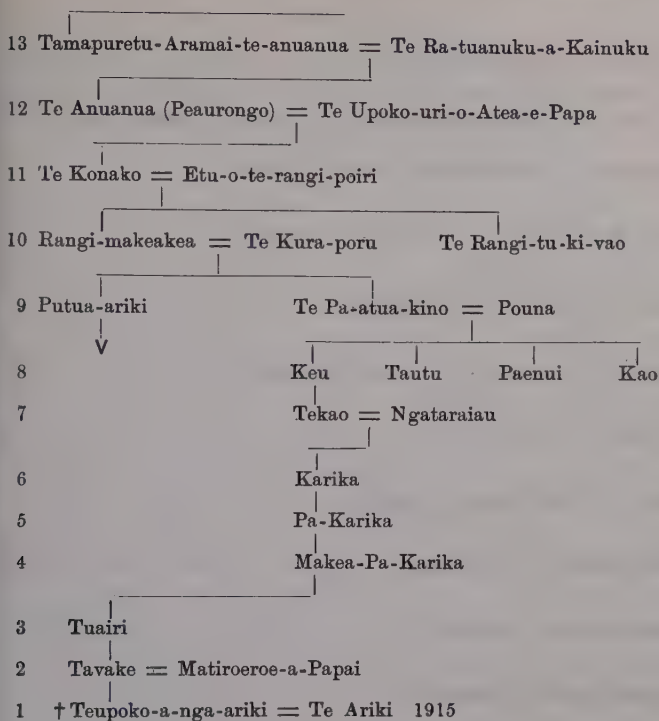 13 Tamapuretu-Aramai-te-anuanua = Te Ra-tuanuku-a-Kainuku
12 Te Anuanua (Peaurongo) = Te Upoko-uri-o-Atea-e-Papa
11 Te Konako = Etu-o-te-rangi-poiri
10 Rangi-makeakea = Te Kura-poru Te Rangi-tu-ki-vao
9 Putua-ariki Te Pa-atua-kino = Pouna
8 Keu Tautu Paenui Kao
7 Tekao = Ngataraiau
6 Karika
5 Pa-Karika
4 Makea-Pa-Karika
3 Tuairi
2 Tavake = Matiroeroe-a-Papai
1 †Teupoko-a-nga-ariki = Te Ariki 1915